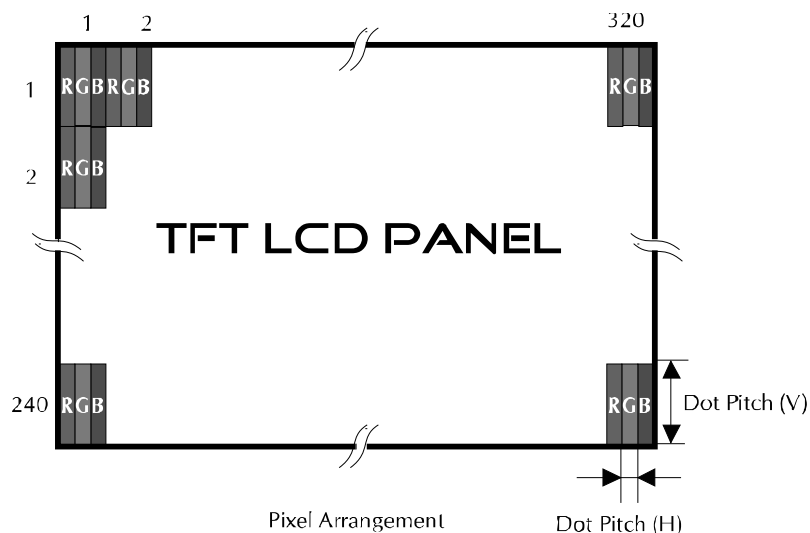 1 2 320
1 RGB RGB RGB
2 RGB
TFT LCD PANEL
240 RGB RGB
Dot Pitch (V)
Pixel Arrangement
Dot Pitch (H)